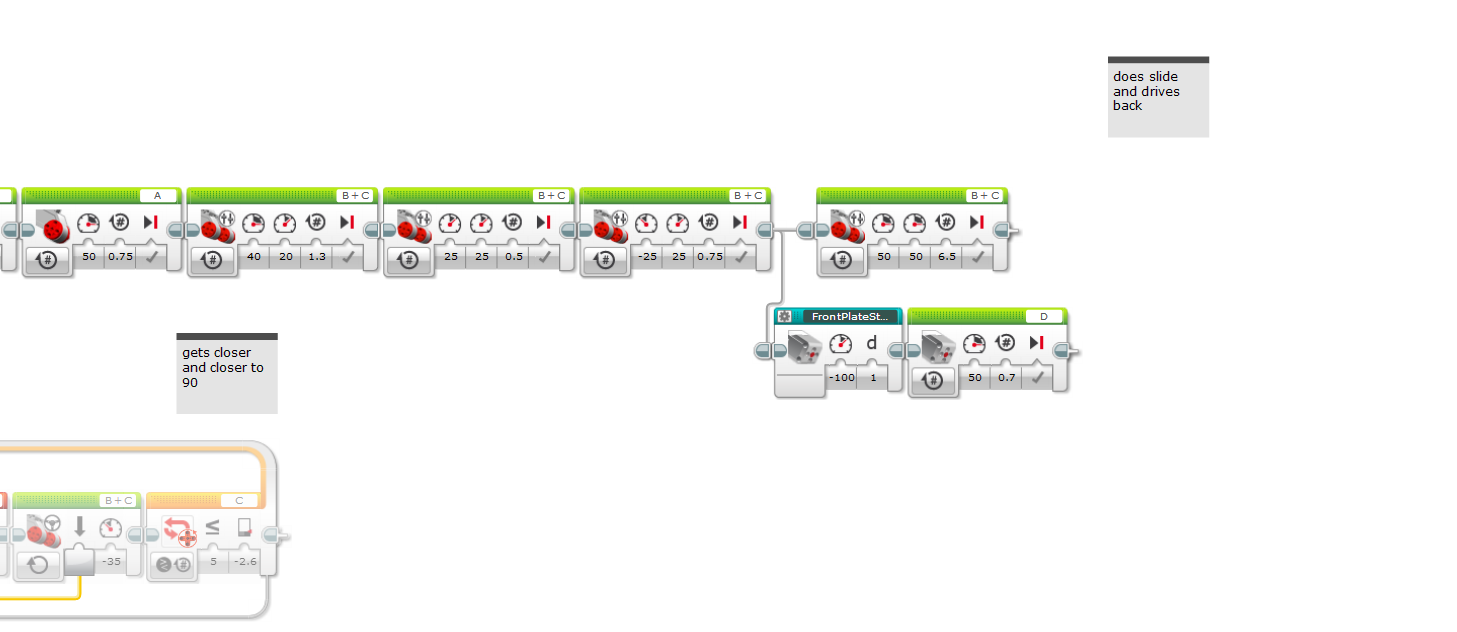 does slide
and drives
back
A
B+C
B+C
B+C
B+C
50 0.75
40 20 1.3
25 25 0.5
-25 25 0.75
50 50 6.5
FrontPlateSt...
D
d
-100 1
50 0.7
gets closer
and closer to
90
B+C
C
≤
-35
5 -2.6